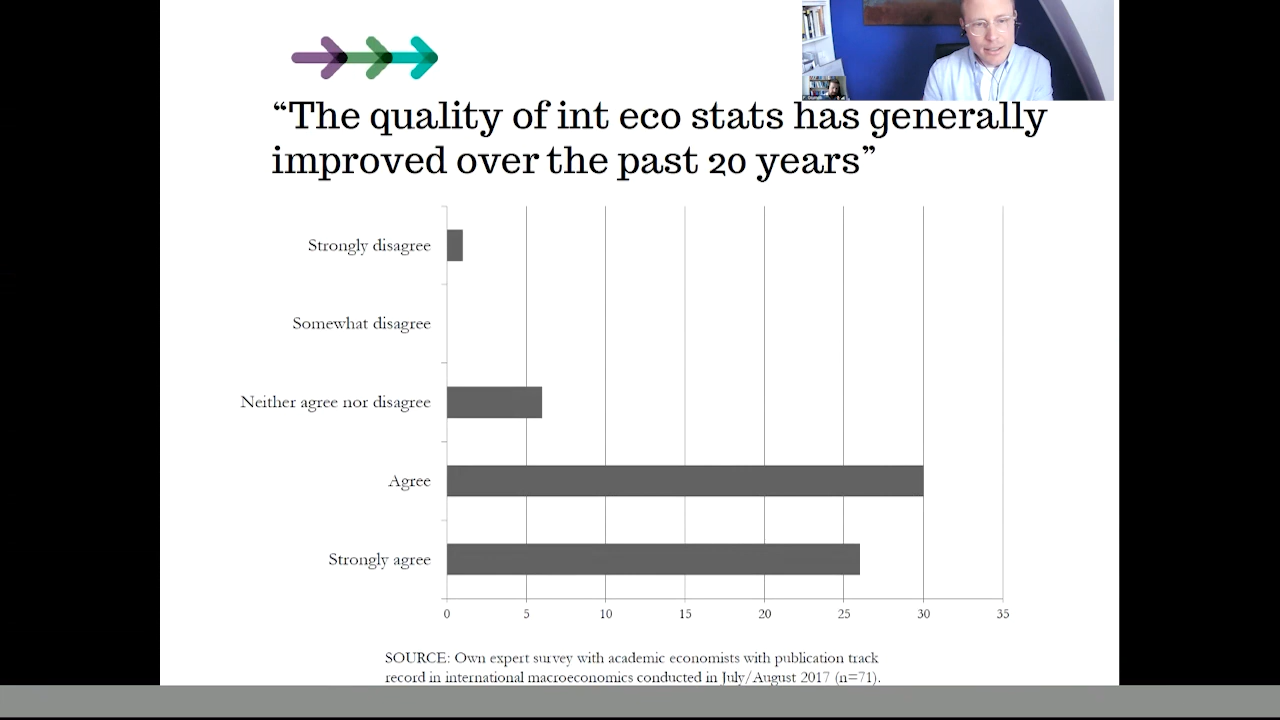 “The quality of int eco stats has generally
improved over the past 20 years”
Strongly disagree
Somewhat disagree
Neither agree nor disagree
Agree
Strongly agree
0 5 10 15 20 25 30 35
SOURCE: Own expert survey with academic economists with publication track
record in international macroeconomics conducted in July/August 2017 (n=71).